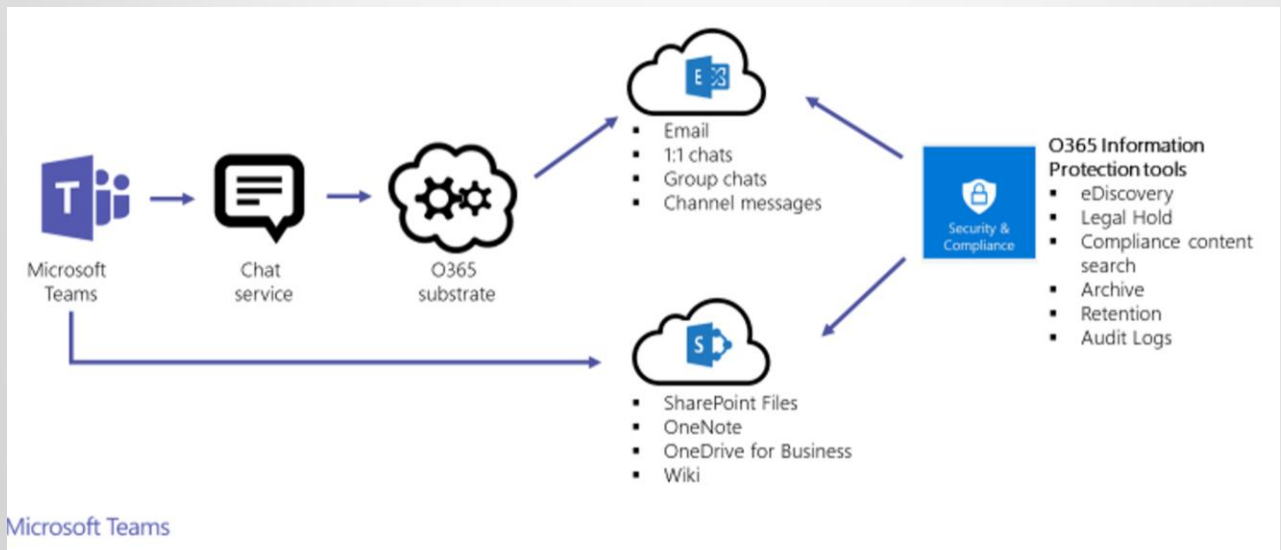 E
Email
1:1 chats
Group chats
Channel messages
T
Microsoft
Teams
Chat
service
O365
substrate
Security &
Compliance
O365 Information
Protection tools
eDiscovery
Legal Hold
Compliance content
search
Archive
Retention
Audit Logs
S
SharePoint Files
OneNote
OneDrive for Business
Wiki
Microsoft Teams